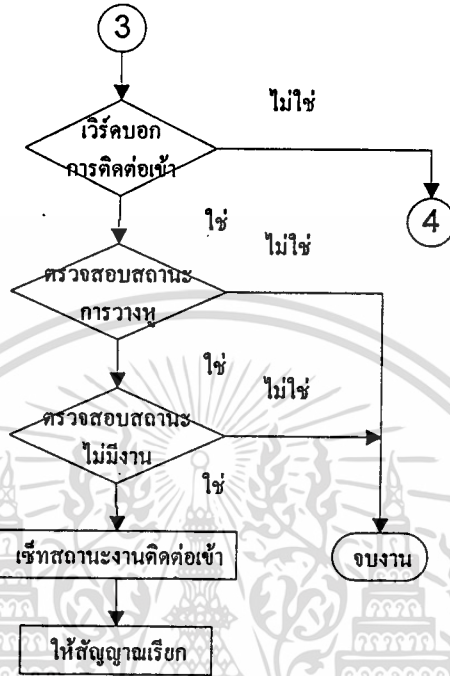 3
ไม่ใช่
เวิร์คบอก
การติดต่อเข้า
4
ใช่
ไม่ใช่
ตรวจสอบสถานะ
การวางหู
ใช่
ไม่ใช่
ตรวจสอบสถานะ
ไม่มีงาน
ใช่
เซ็ทสถานะงานติดต่อเข้า
จบงาน
ให้สัญญาณเรียก